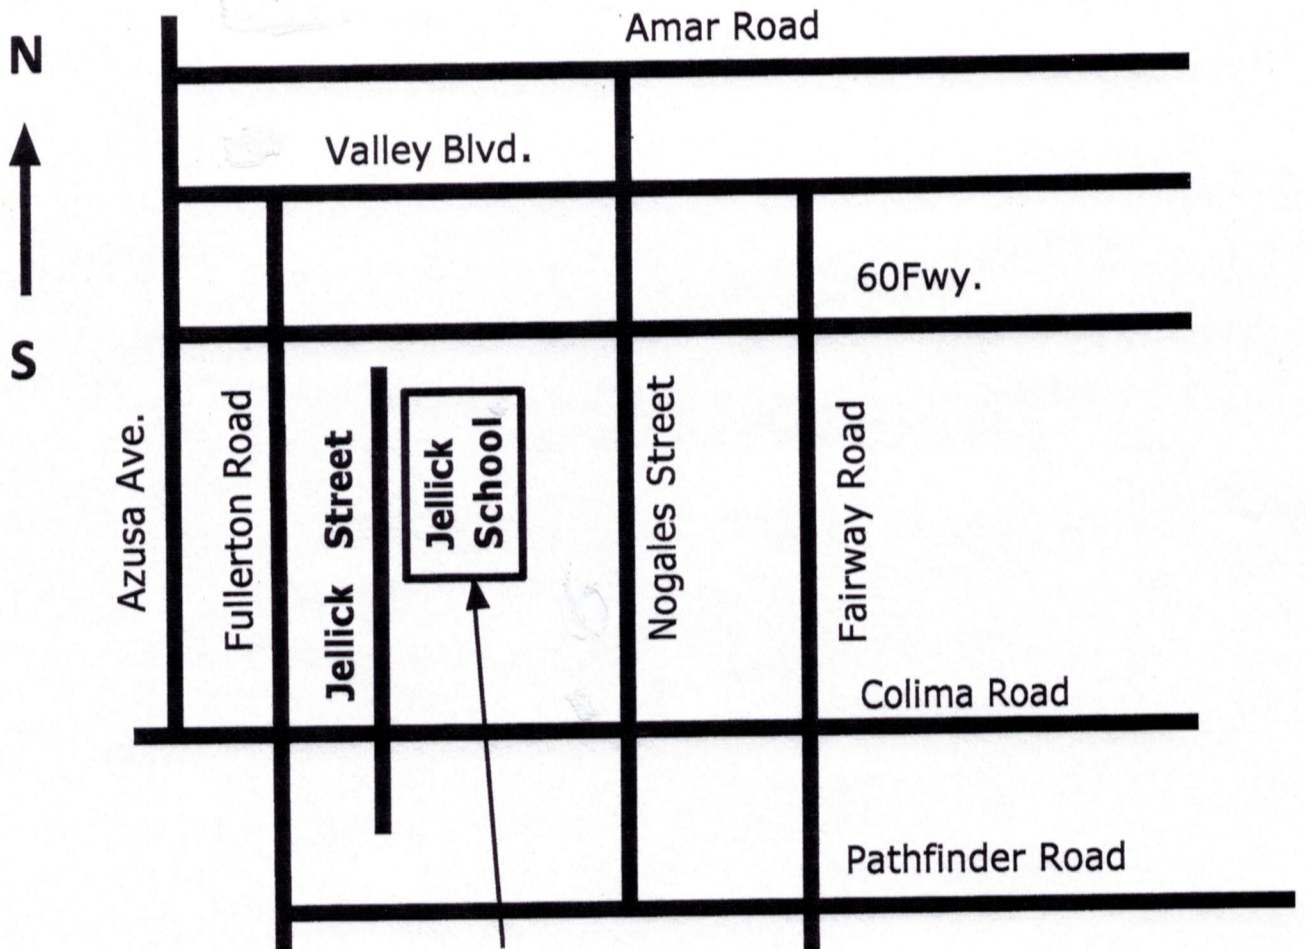 Amar Road
N
Valley Blvd.
60Fwy.
S
Azusa Ave.
Fullerton Road
Jellick Street
Jellick
School
Nogales Street
Fairway Road
Colima Road
Pathfinder Road